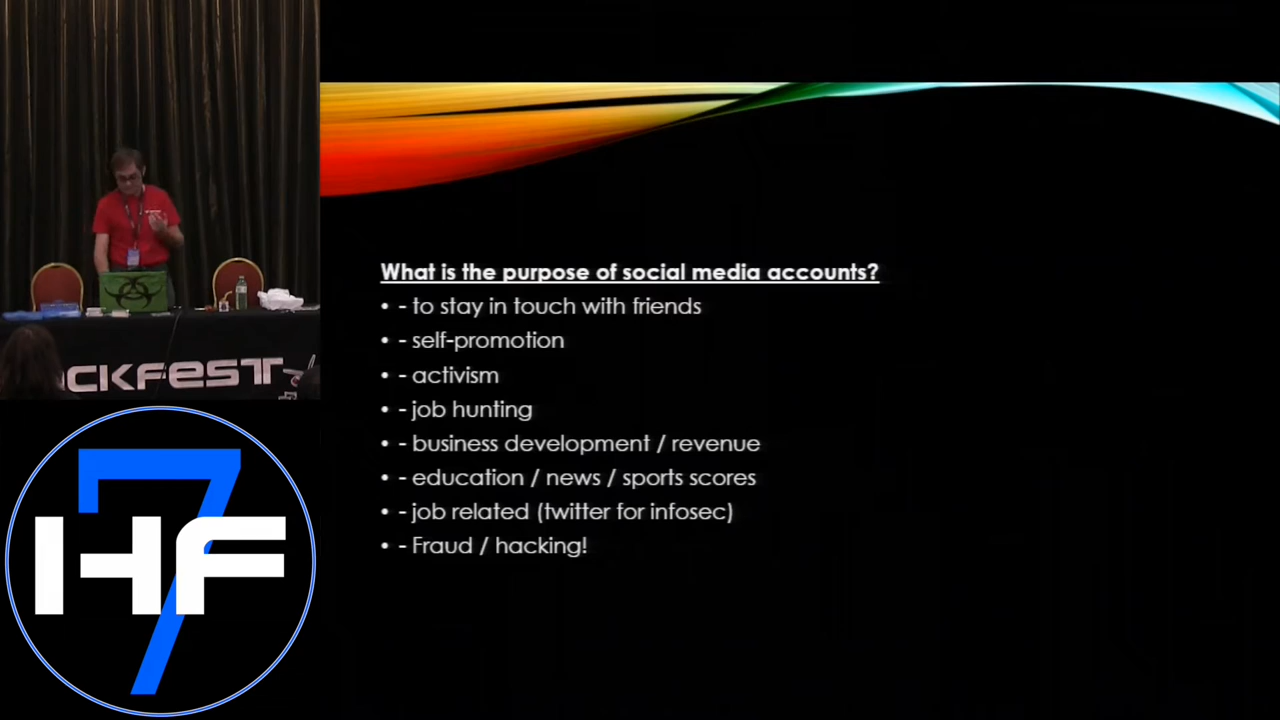 What is the purpose of social media accounts?
• - to stay in touch with friends
• - self-promotion
• - activism
• - job hunting
• - business development / revenue
• - education / news / sports scores
• - job related (twitter for infosec)
• - Fraud / hacking!
CKFEST
HF
7